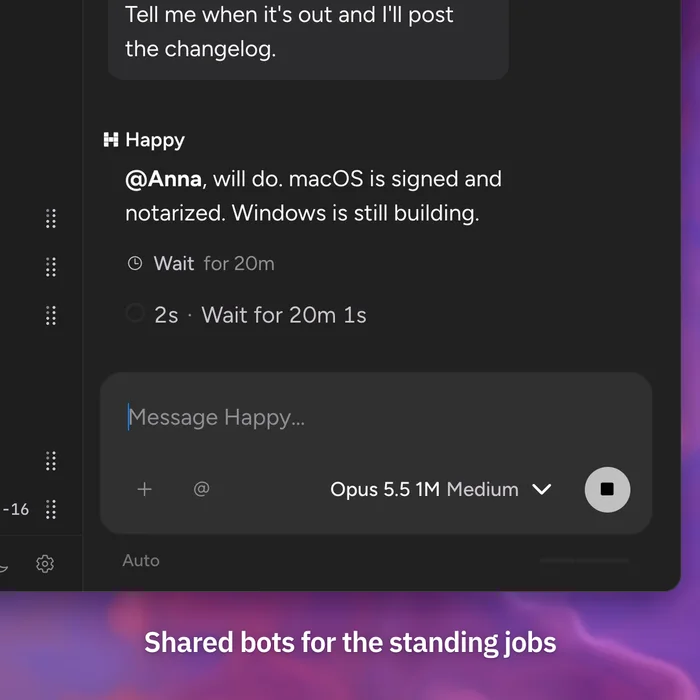 Tell me when it's out and I'll post
the changelog.
Happy
@Anna, will do. macOS is signed and
notarized. Windows is still building.
Wait for 20m
2s · Wait for 20m 1s
Message Happy...
+ @ Opus 5.5 1M Medium
-16
Auto
Shared bots for the standing jobs